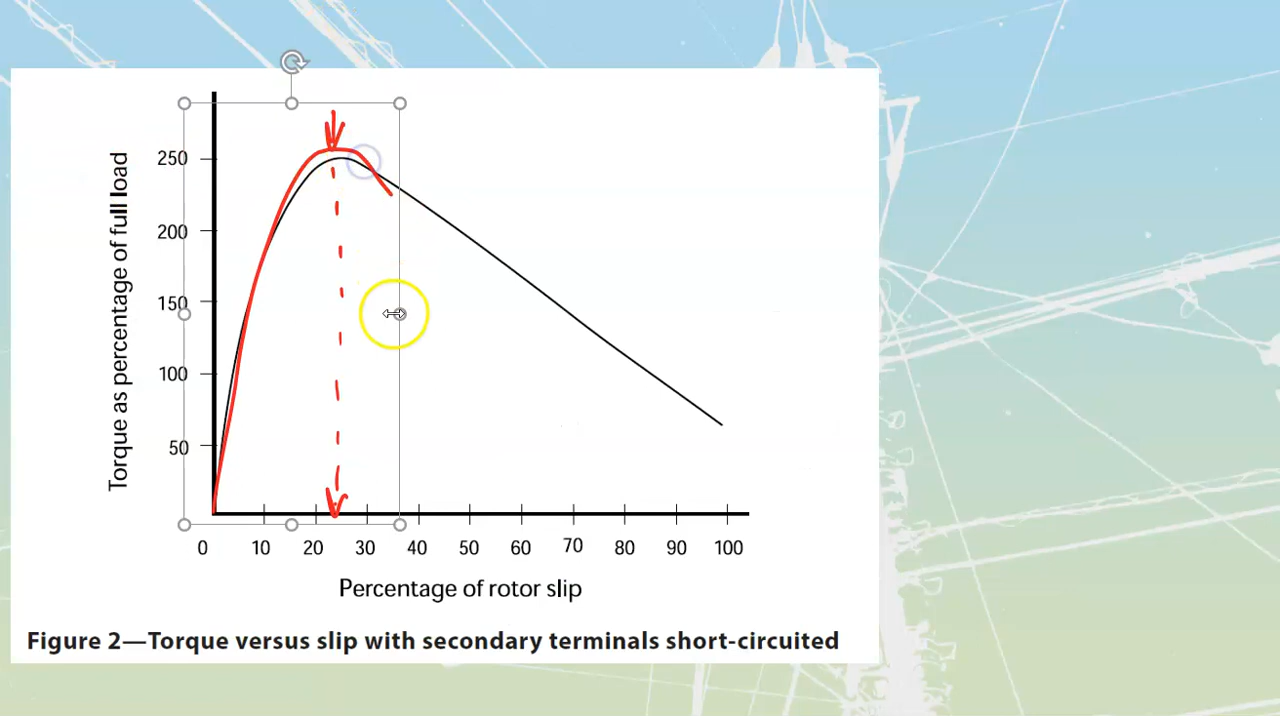 Torque as percentage of full load
250
200
150
100
50
0 10 20 30 40 50 60 70 80 90 100
Percentage of rotor slip
Figure 2—Torque versus slip with secondary terminals short-circuited